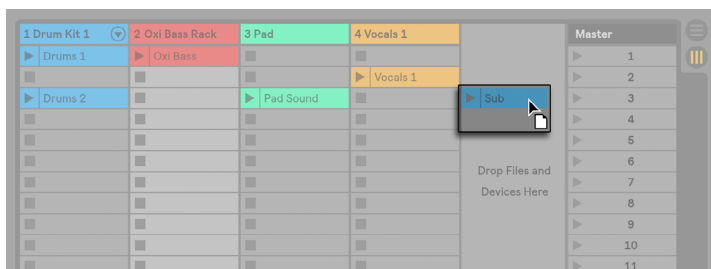 1 Drum Kit 1 2 Oxi Bass Rack 3 Pad 4 Vocals 1 Master
Drums 1 Oxi Bass 1
Vocals 1 2
Drums 2 Pad Sound Sub 3
4
5
6
Drop Files and
7
Devices Here
8
9
10
11